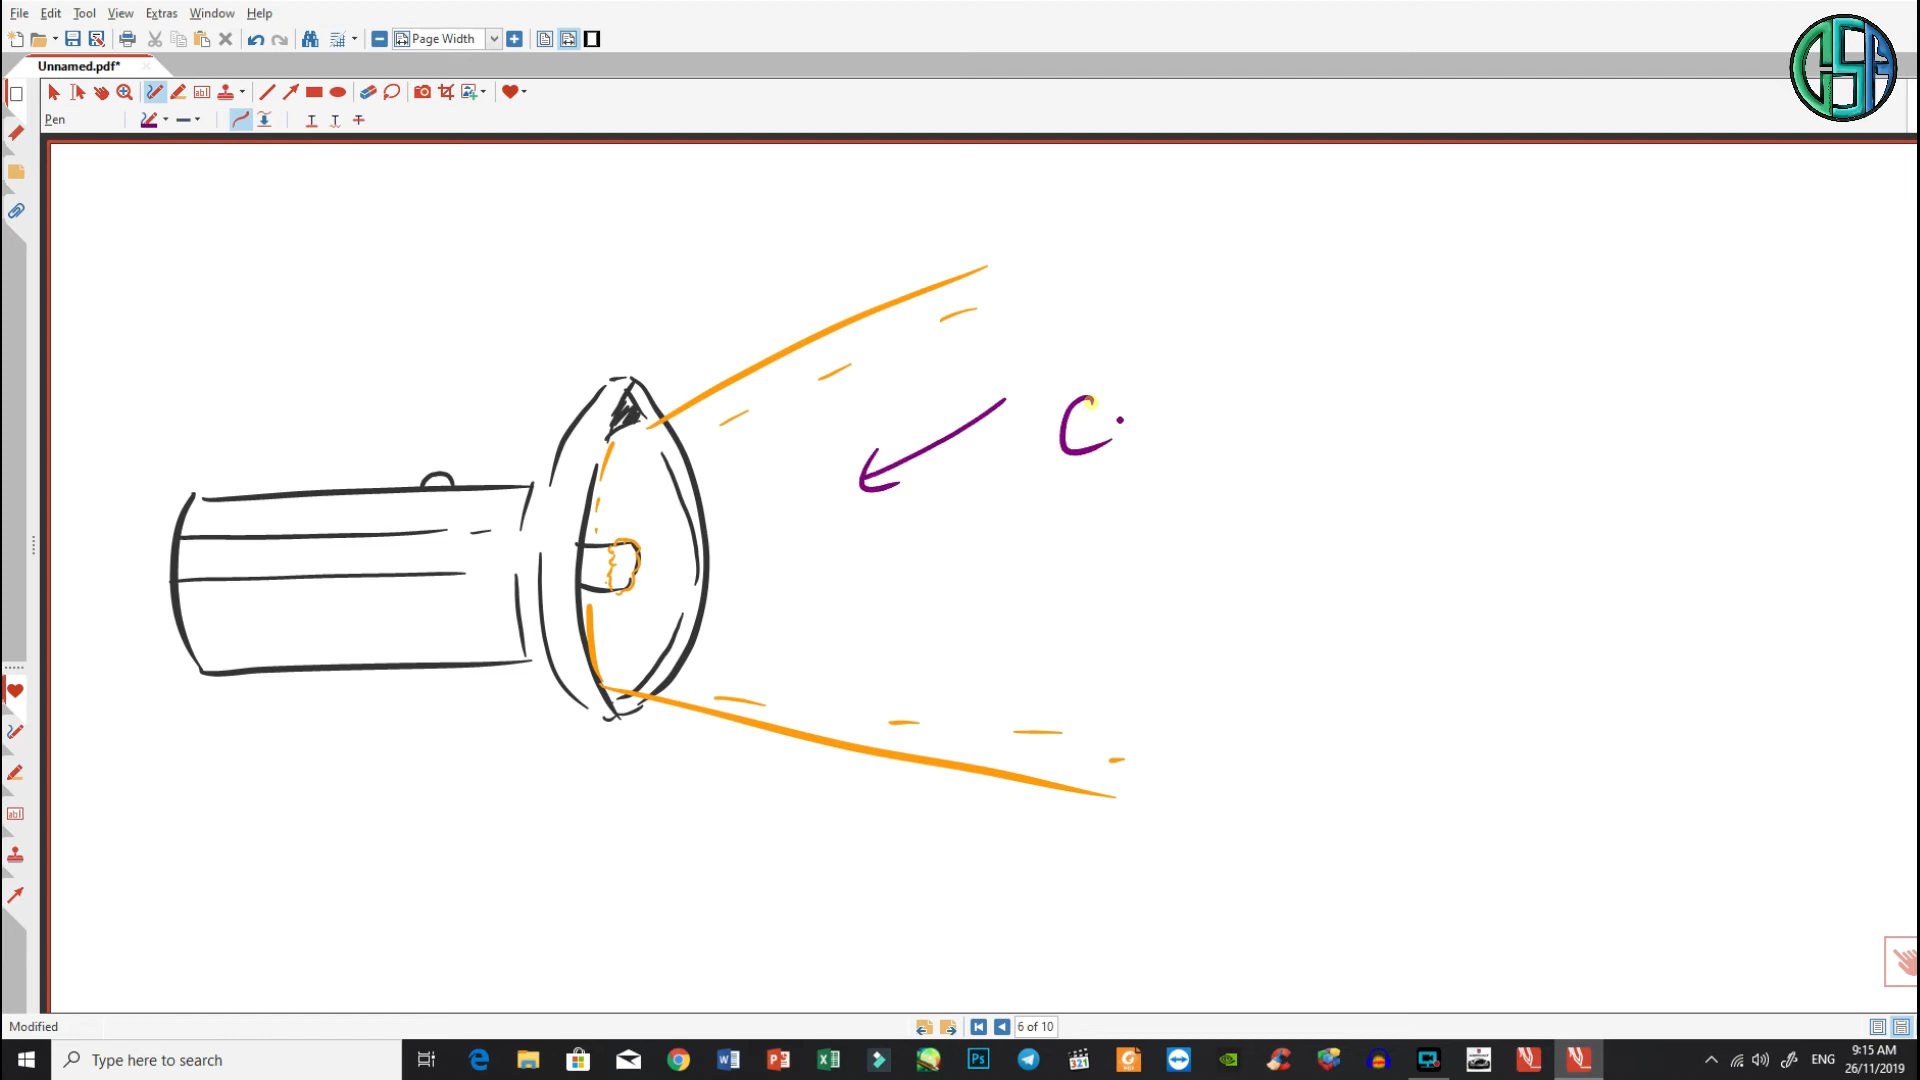 File Edit Tool View Extras Window Help
Page Width
Unnamed.pdf*
Pen
C.
Modified
6 of 10
Type here to search
ENG
9:15 AM
26/11/2019